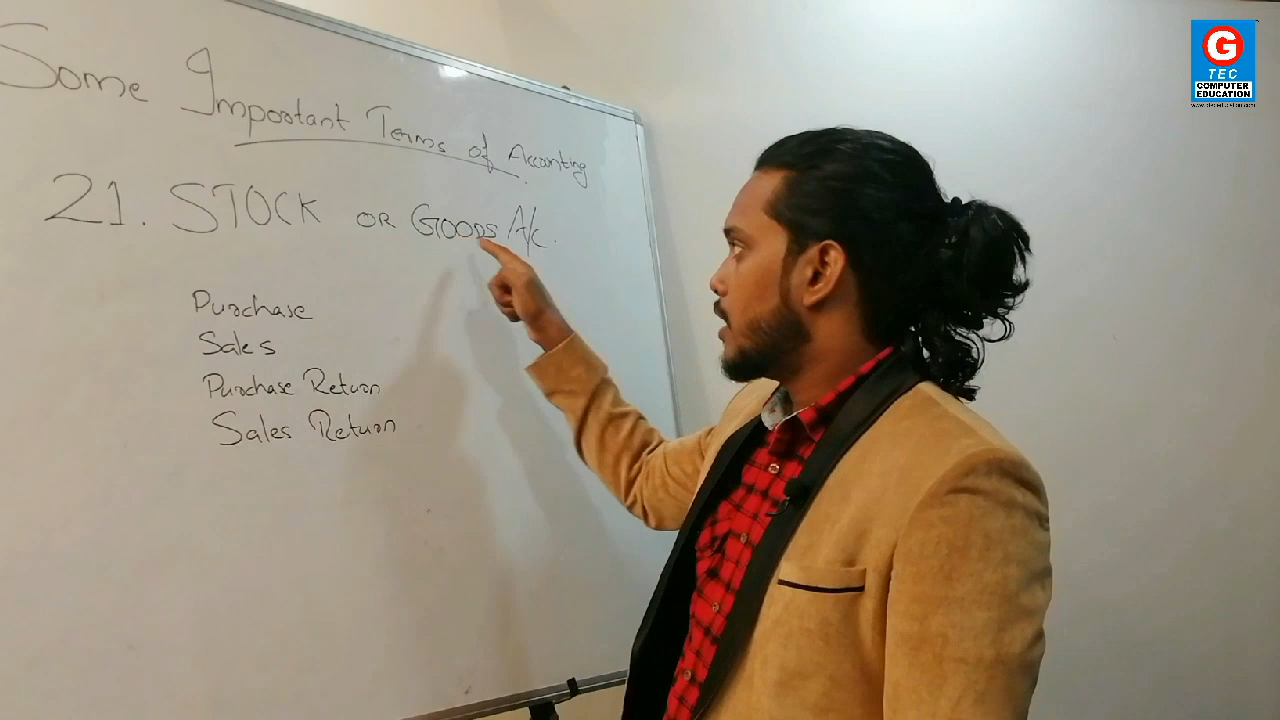 Some Important Terms of Accounting
21. STOCK OR GOODS A/c.
Purchase
Sales
Purchase Return
Sales Return
G
TEC
COMPUTER
EDUCATION